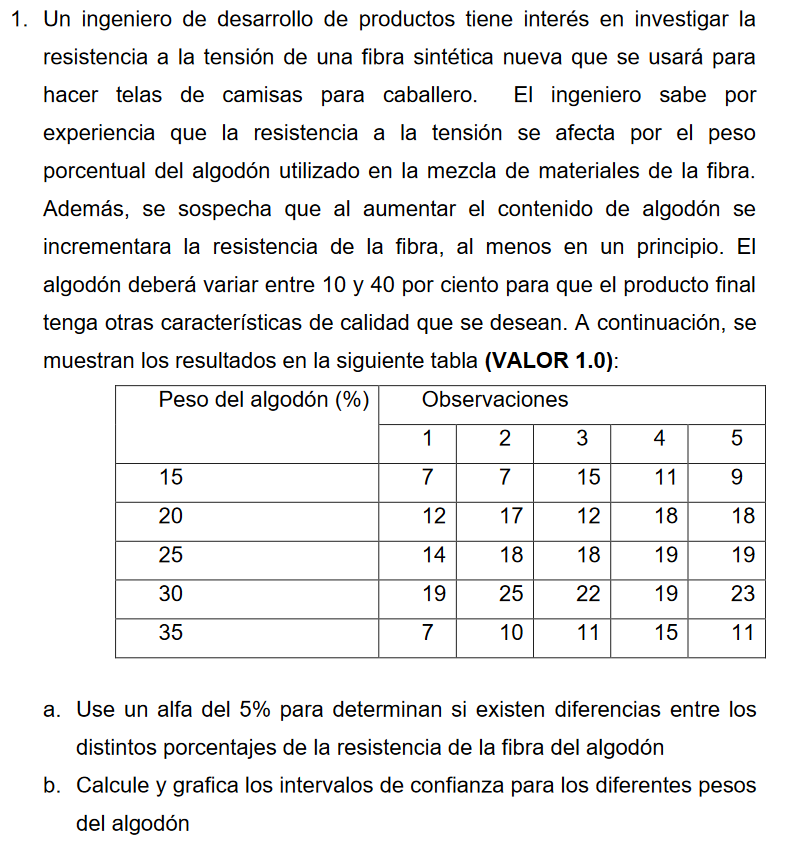 1. Un ingeniero de desarrollo de productos tiene interés en investigar la
resistencia a la tensión de una fibra sintética nueva que se usará para
hacer telas de camisas para caballero. El ingeniero sabe por
experiencia que la resistencia a la tensión se afecta por el peso
porcentual del algodón utilizado en la mezcla de materiales de la fibra.
Además, se sospecha que al aumentar el contenido de algodón se
incrementara la resistencia de la fibra, al menos en un principio. El
algodón deberá variar entre 10 y 40 por ciento para que el producto final
tenga otras características de calidad que se desean. A continuación, se
muestran los resultados en la siguiente tabla (VALOR 1.0):
Peso del algodón (%) Observaciones
1 2 3 4 5
15 7 7 15 11 9
20 12 17 12 18 18
25 14 18 18 19 19
30 19 25 22 19 23
35 7 10 11 15 11
a. Use un alfa del 5% para determinan si existen diferencias entre los
distintos porcentajes de la resistencia de la fibra del algodón
b. Calcule y grafica los intervalos de confianza para los diferentes pesos
del algodón